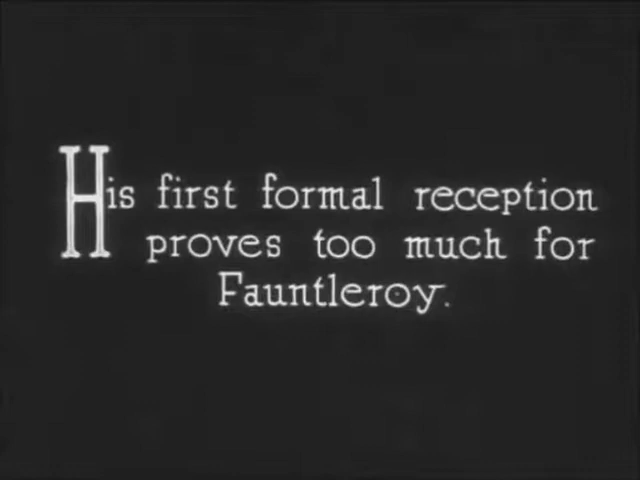 His first formal reception
proves too much for
Fauntleroy.